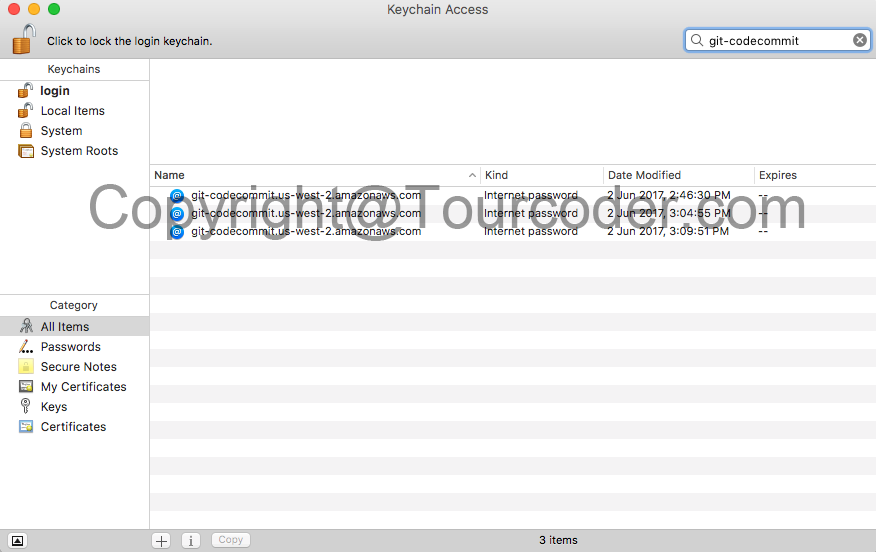 Keychain Access
Click to lock the login keychain.
git-codecommit
Keychains
login
Local Items
System
System Roots
Name Kind Date Modified Expires
git-codecommit.us-west-2.amazonaws.com Internet password 2 Jun 2017, 2:46:30 PM --
git-codecommit.us-west-2.amazonaws.com Internet password 2 Jun 2017, 3:04:55 PM --
git-codecommit.us-west-2.amazonaws.com Internet password 2 Jun 2017, 3:09:51 PM --
Copyright@Tourcoder.com
Category
All Items
Passwords
Secure Notes
My Certificates
Keys
Certificates
Copy
3 items